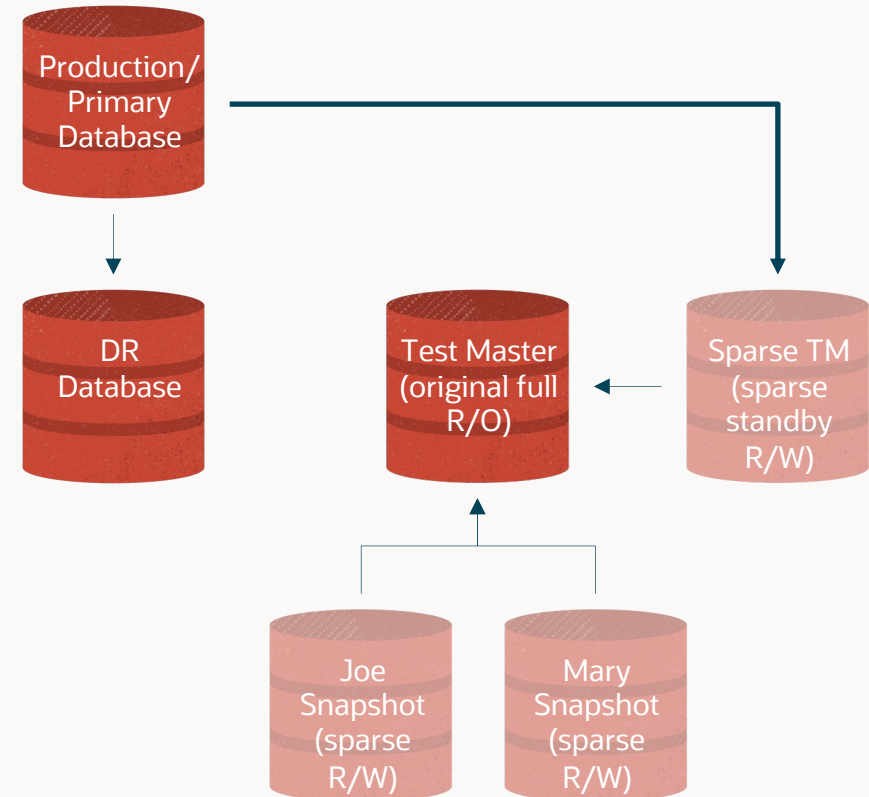 Production/
Primary
Database
DR
Database
Test Master
(original full
R/O)
Sparse TM
(sparse
standby
R/W)
Joe
Snapshot
(sparse
R/W)
Mary
Snapshot
(sparse
R/W)